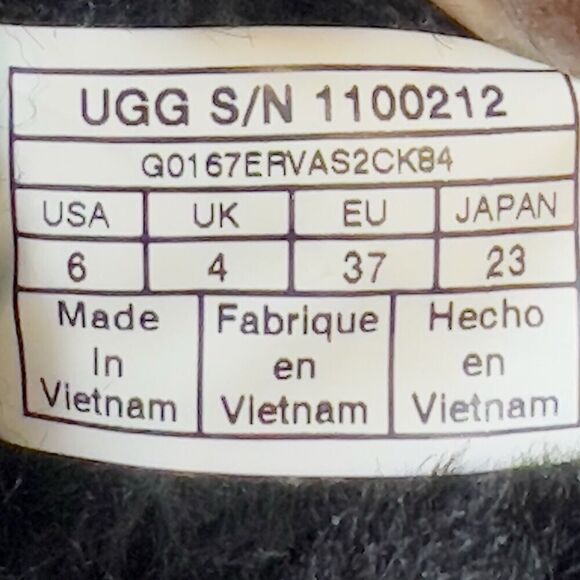 UGG S/N 1100212
G0167ERVAS2CK84
USA UK EU JAPAN
6 4 37 23
Made In Vietnam
Fabrique en Vietnam
Hecho en Vietnam